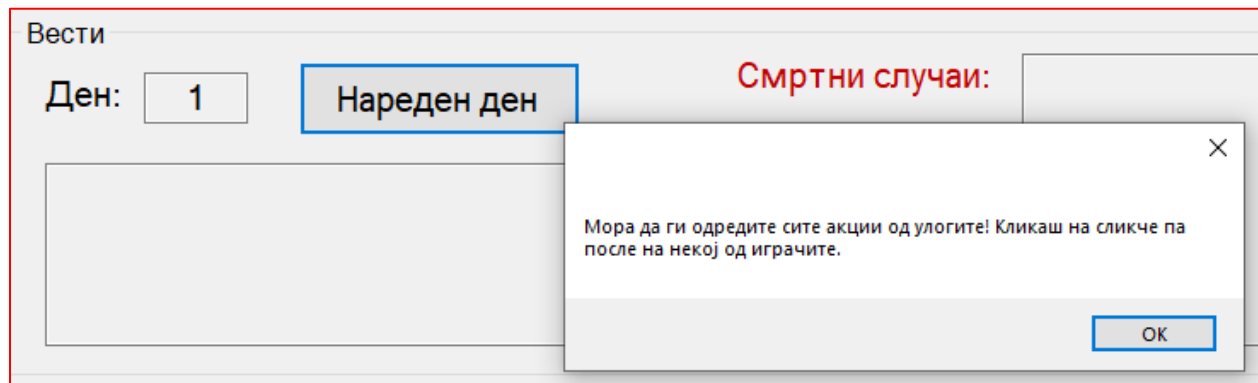 Вести
Ден:
1
Нареден ден
Смртни случаи:
Мора да ги одредите сите акции од улогите! Кликаш на сликче па
после на некој од играчите.
OK